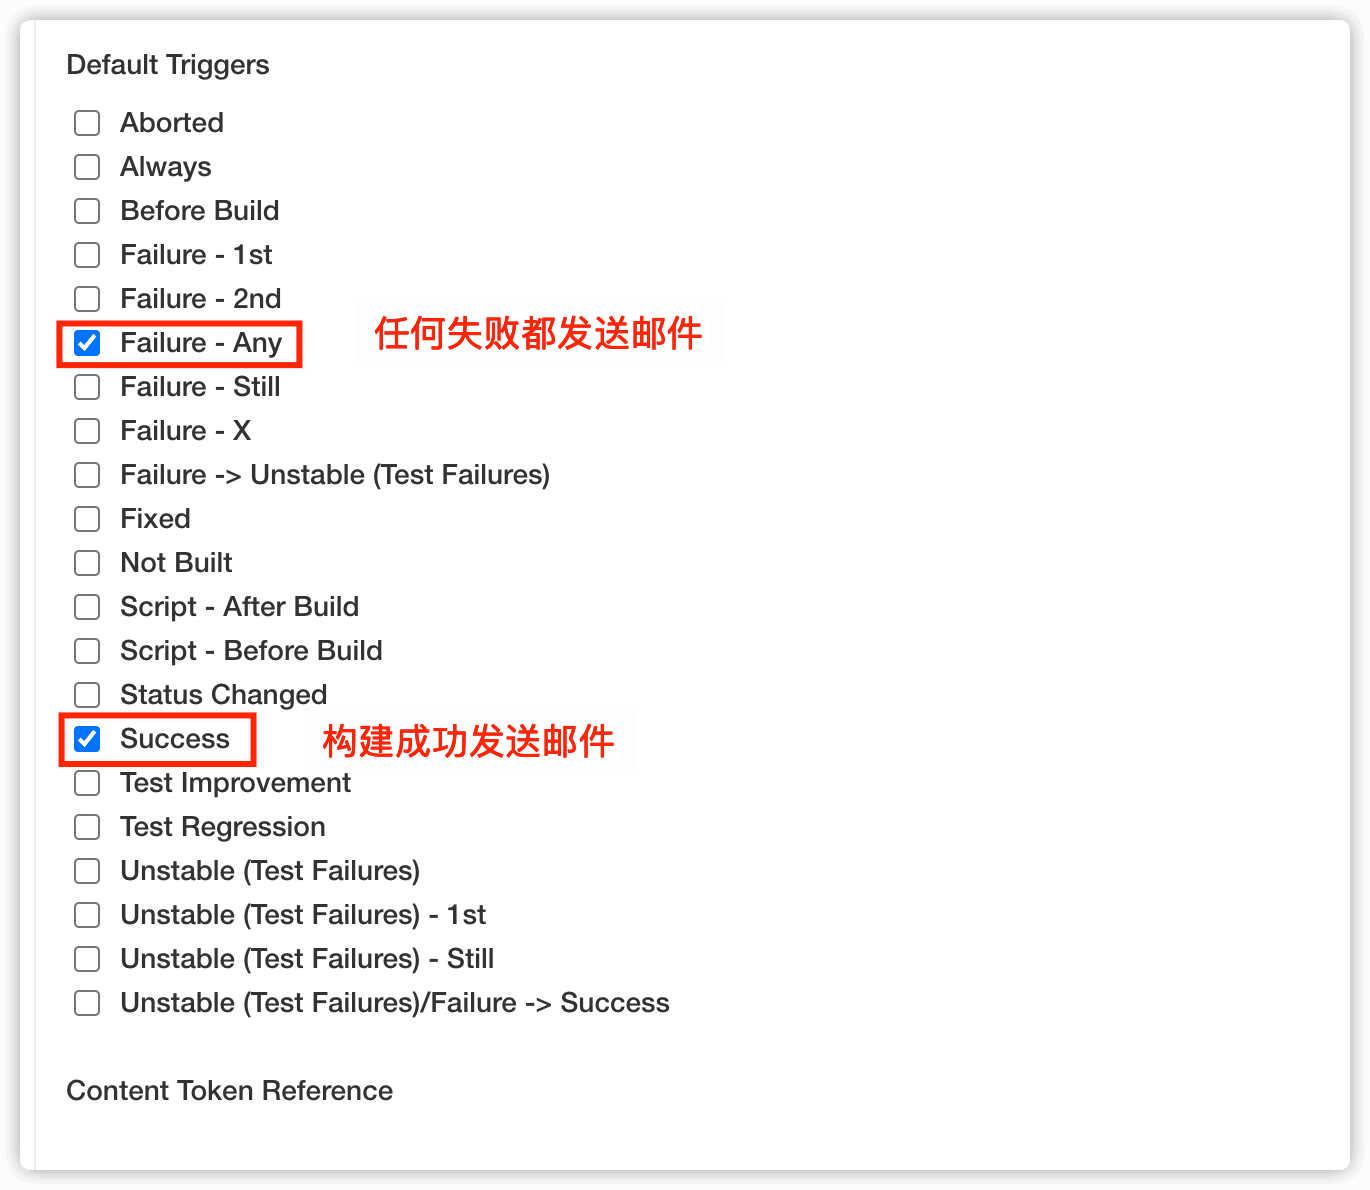 Default Triggers
Aborted
Always
Before Build
Failure - 1st
Failure - 2nd
Failure - Any
任何失败都发送邮件
Failure - Still
Failure - X
Failure -> Unstable (Test Failures)
Fixed
Not Built
Script - After Build
Script - Before Build
Status Changed
Success
构建成功发送邮件
Test Improvement
Test Regression
Unstable (Test Failures)
Unstable (Test Failures) - 1st
Unstable (Test Failures) - Still
Unstable (Test Failures)/Failure -> Success
Content Token Reference